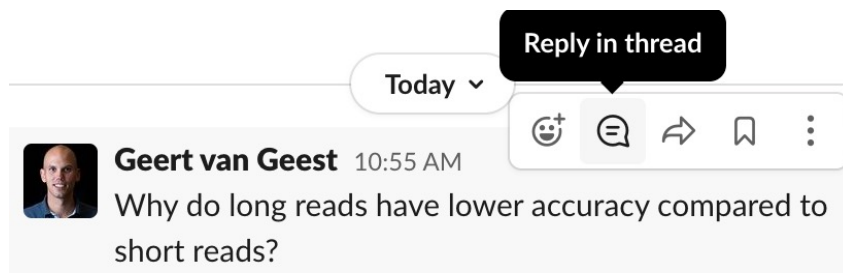 Reply in thread
Today
Geert van Geest 10:55 AM
Why do long reads have lower accuracy compared to
short reads?